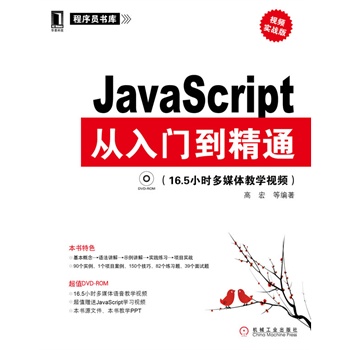 华章科技
程序员书库
视频
实战版
JavaScript
从入门到精通
DVD-ROM
(16.5小时多媒体教学视频)
高 宏 等编著
本书特色
基本概念→语法讲解→示例讲解→实践练习→项目实战
90个实例、1个项目案例、150个技巧、82个练习题、39个面试题
超值DVD-ROM
16.5小时多媒体语音教学视频
超值赠送JavaScript学习视频
本书源文件、本书教学PPT
机械工业出版社
China Machine Press